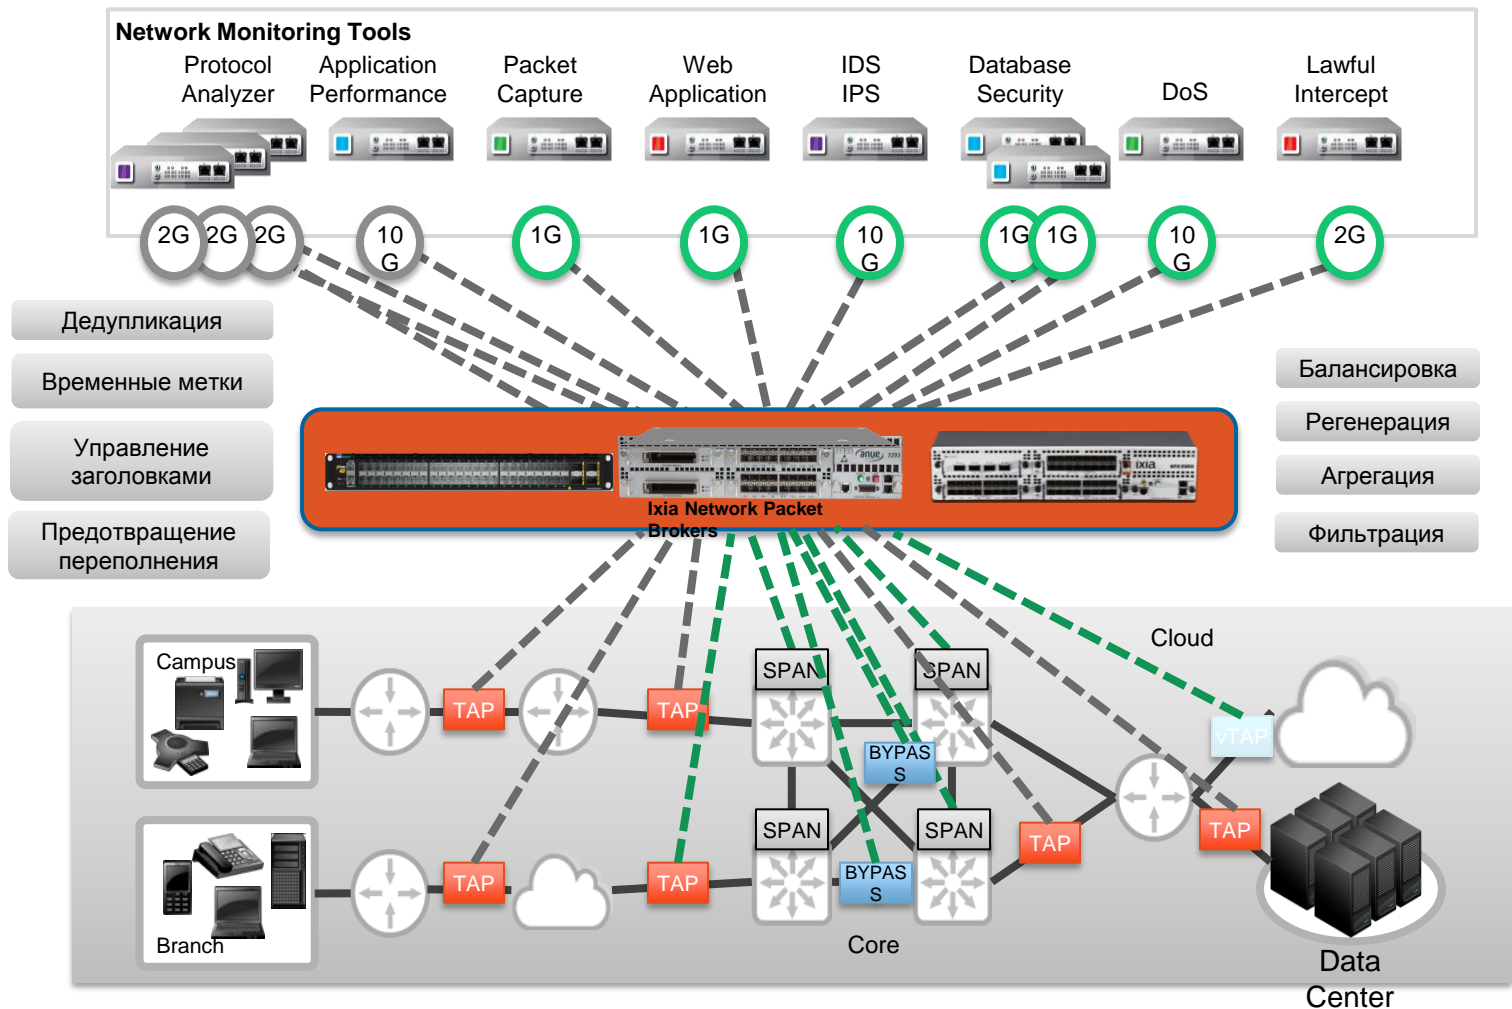 Network Monitoring Tools
Protocol
Analyzer
Application
Performance
Packet
Capture
Web
Application
IDS
IPS
Database
Security
DoS
Lawful
Intercept
2G
2G
2G
10
G
1G
1G
10
G
1G
1G
10
G
2G
Дедупликация
Временные метки
Управление
заголовками
Предотвращение
переполнения
Балансировка
Регенерация
Агрегация
Фильтрация
anue
ixia
Ixia Network Packet
Brokers
Campus
TAP
TAP
SPAN
SPAN
BYPAS
S
Cloud
vTAP
Branch
TAP
TAP
SPAN
SPAN
BYPAS
S
TAP
TAP
Core
Data
Center